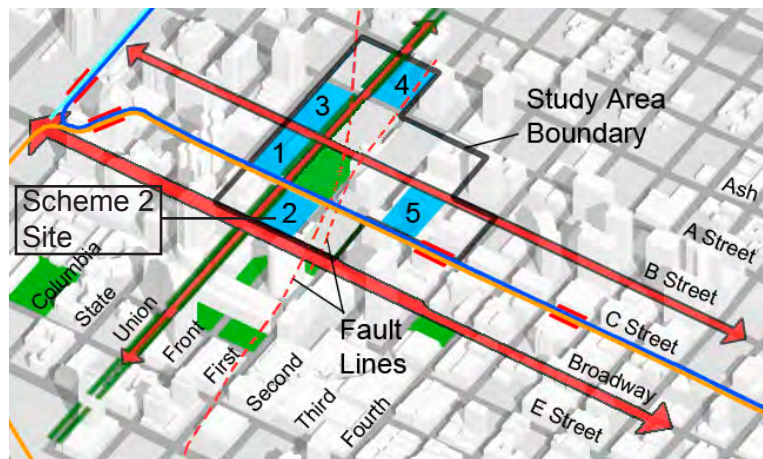 4
3
Study Area
Boundary
1
Scheme 2
Site
2
5
Ash
A Street
B Street
C Street
Broadway
E Street
Columbia
State
Union
Front
First
Second
Third
Fourth
Fault
Lines